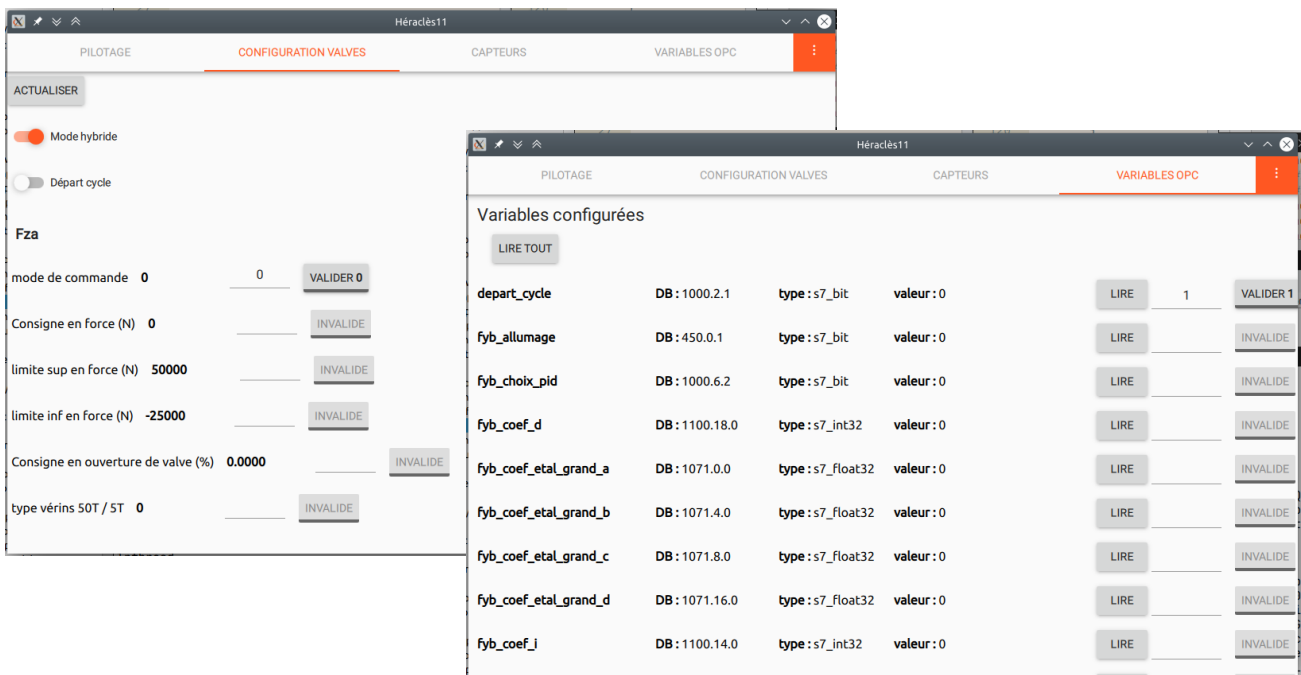 Héraclès11
PILOTAGE CONFIGURATION VALVES CAPTEURS VARIABLES OPC
ACTUALISER
Mode hybride
Départ cycle
Fza
mode de commande 0 0 VALIDER 0
Consigne en force (N) 0 INVALIDE
limite sup en force (N) 50000 INVALIDE
limite inf en force (N) -25000 INVALIDE
Consigne en ouverture de valve (%) 0.0000 INVALIDE
type vérins 50T / 5T 0 INVALIDE
Héraclès11
PILOTAGE CONFIGURATION VALVES CAPTEURS VARIABLES OPC
Variables configurées
LIRE TOUT
depart_cycle DB : 1000.2.1 type : s7_bit valeur : 0 LIRE 1 VALIDER 1
fyb_allumage DB : 450.0.1 type : s7_bit valeur : 0 LIRE INVALIDE
fyb_choix_pid DB : 1000.6.2 type : s7_bit valeur : 0 LIRE INVALIDE
fyb_coef_d DB : 1100.18.0 type : s7_int32 valeur : 0 LIRE INVALIDE
fyb_coef_etal_grand_a DB : 1071.0.0 type : s7_float32 valeur : 0 LIRE INVALIDE
fyb_coef_etal_grand_b DB : 1071.4.0 type : s7_float32 valeur : 0 LIRE INVALIDE
fyb_coef_etal_grand_c DB : 1071.8.0 type : s7_float32 valeur : 0 LIRE INVALIDE
fyb_coef_etal_grand_d DB : 1071.16.0 type : s7_float32 valeur : 0 LIRE INVALIDE
fyb_coef_i DB : 1100.14.0 type : s7_int32 valeur : 0 LIRE INVALIDE